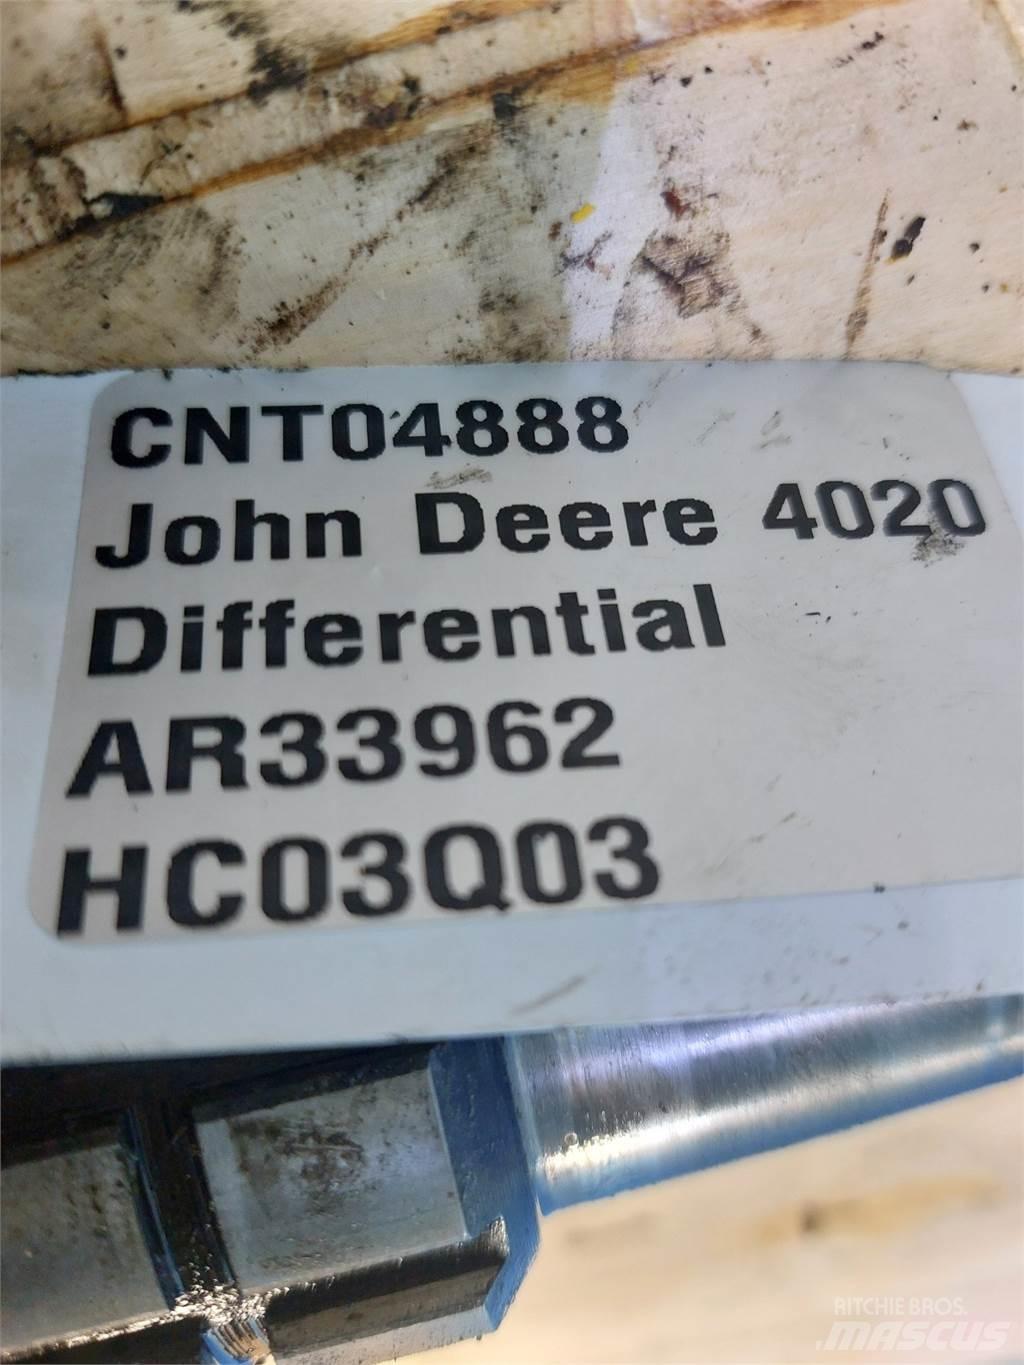 CNT04888
John Deere 4020
Differential
AR33962
HC03Q03
RITCHIE BROS.
MASCUS